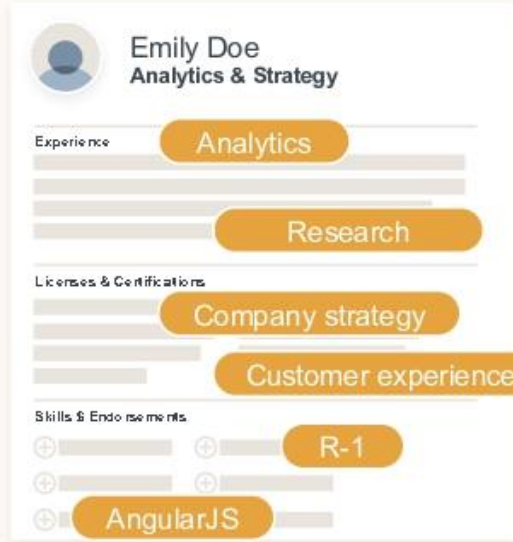 Emily Doe
Analytics & Strategy
Experience
Analytics
Research
Licenses & Certifications
Company strategy
Customer experience
Skills & Endorsements
R-1
AngularJS